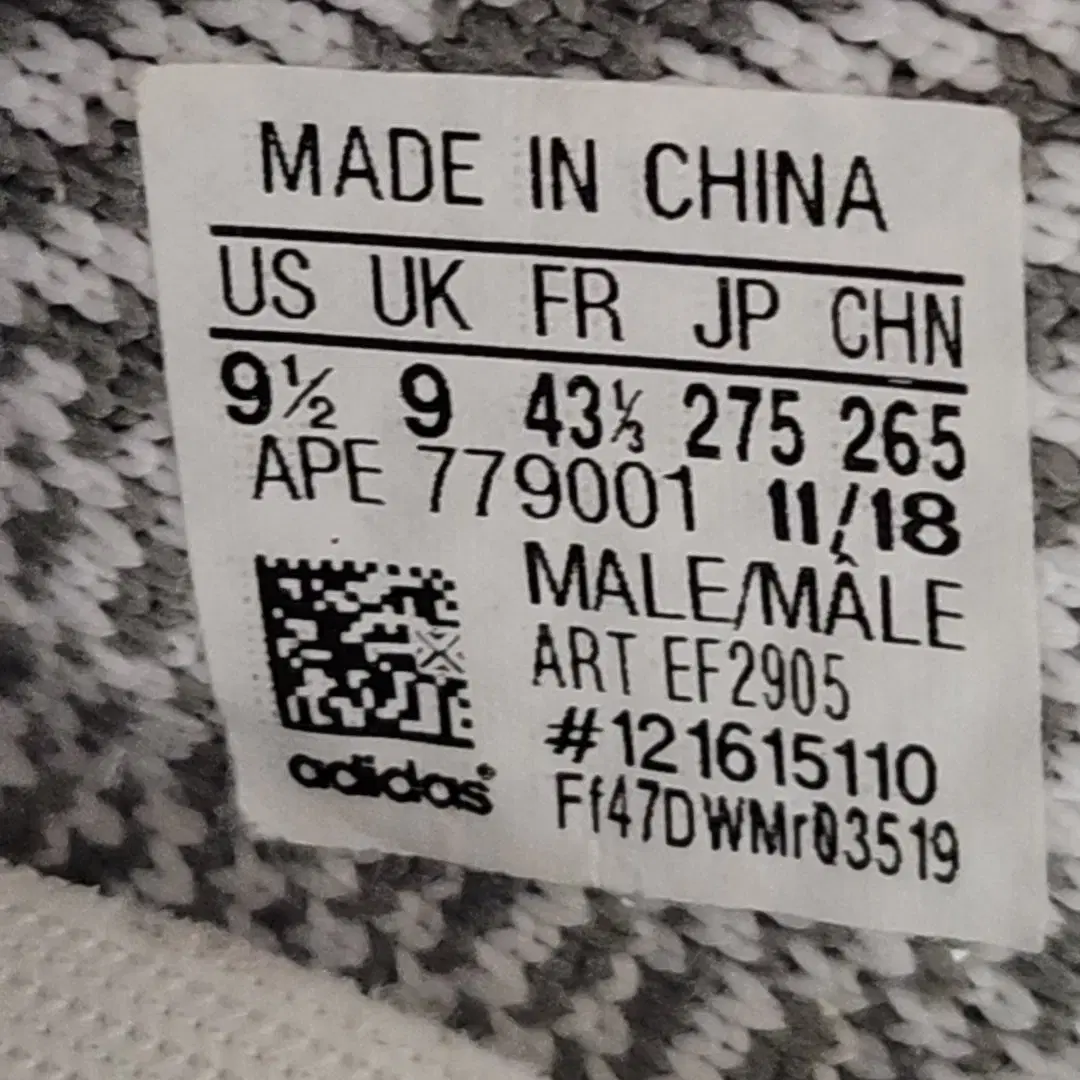 MADE IN CHINA
US UK FR JP CHN
9½ 9 43⅓ 275 265
APE 779001 11/18
MALE/MÂLE
ART EF2905
#121615110
Ff47DWMr03519
adidas®